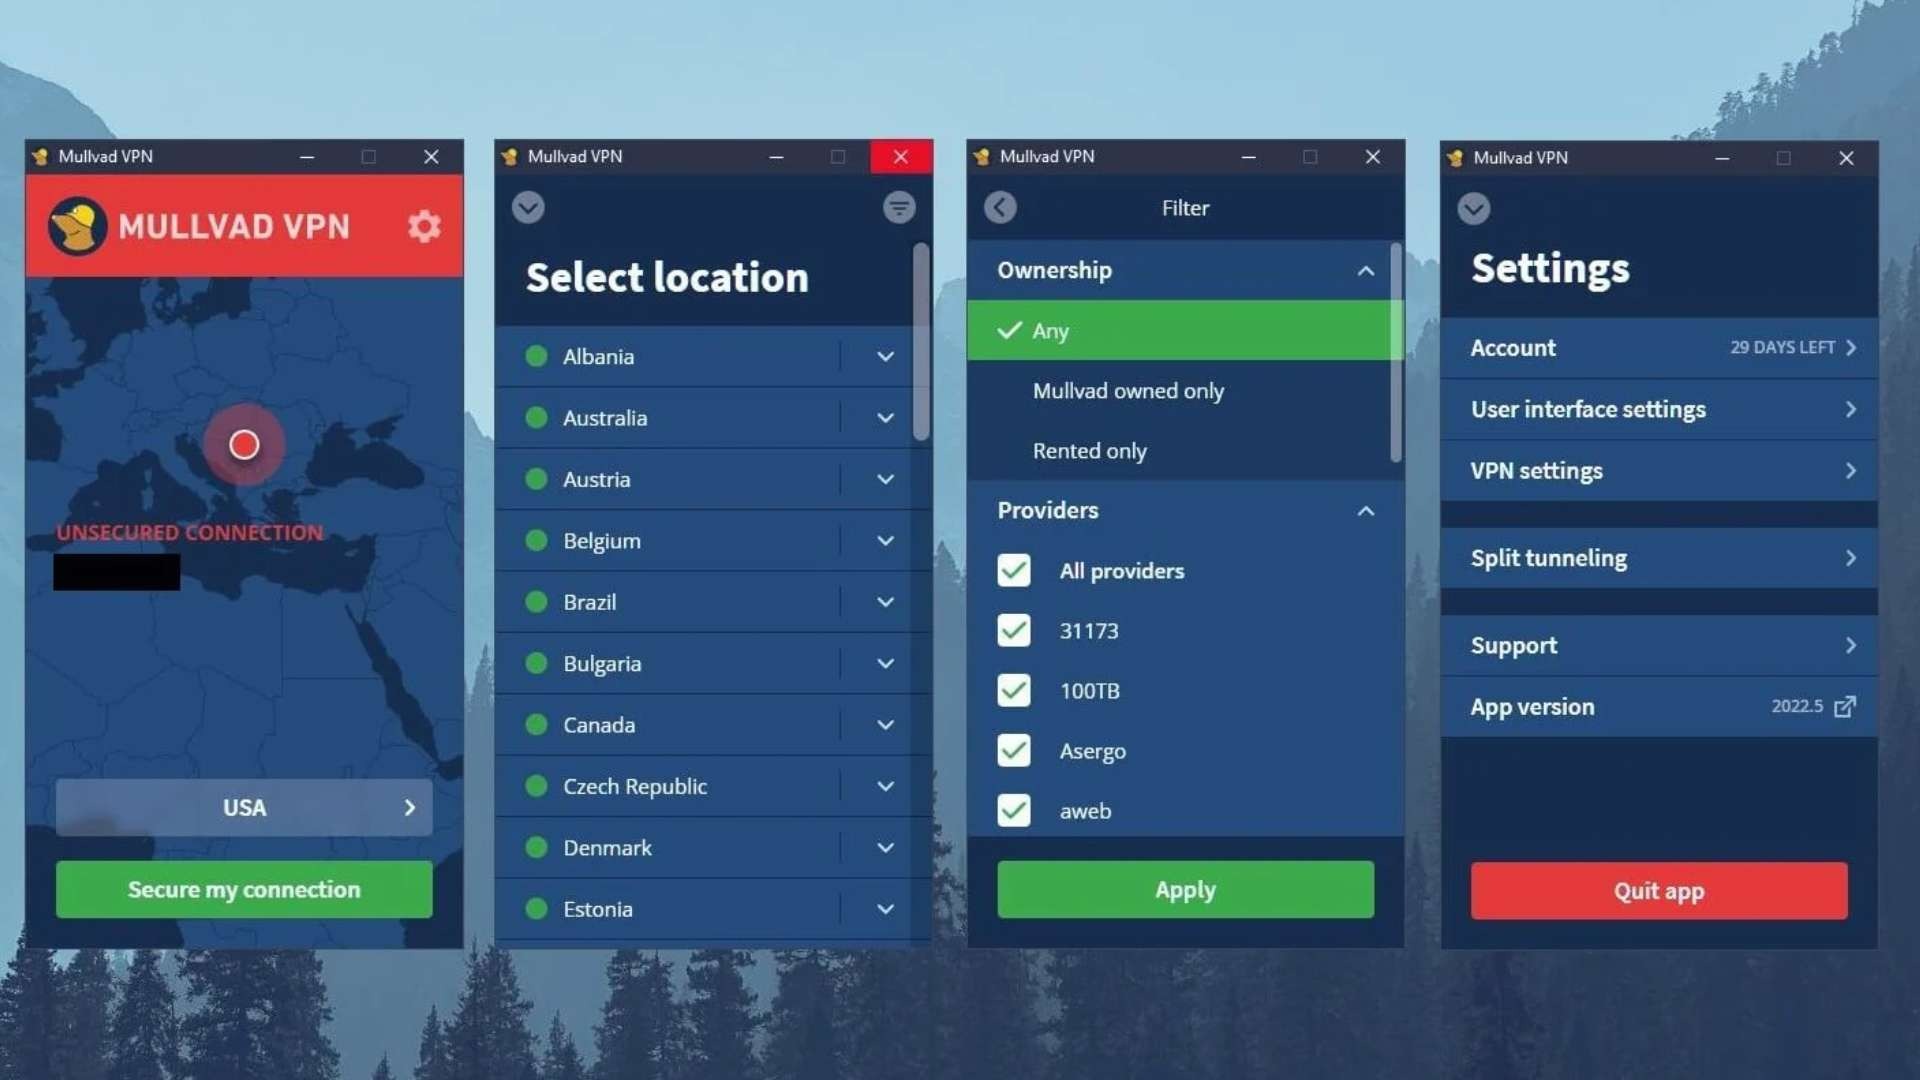 Mullvad VPN
MULLVAD VPN
UNSECURED CONNECTION
USA
Secure my connection
Mullvad VPN
Select location
Albania
Australia
Austria
Belgium
Brazil
Bulgaria
Canada
Czech Republic
Denmark
Estonia
Mullvad VPN
Filter
Ownership
Any
Mullvad owned only
Rented only
Providers
All providers
31173
100TB
Asergo
aweb
Apply
Mullvad VPN
Settings
Account 29 DAYS LEFT
User interface settings
VPN settings
Split tunneling
Support
App version 2022.5
Quit app